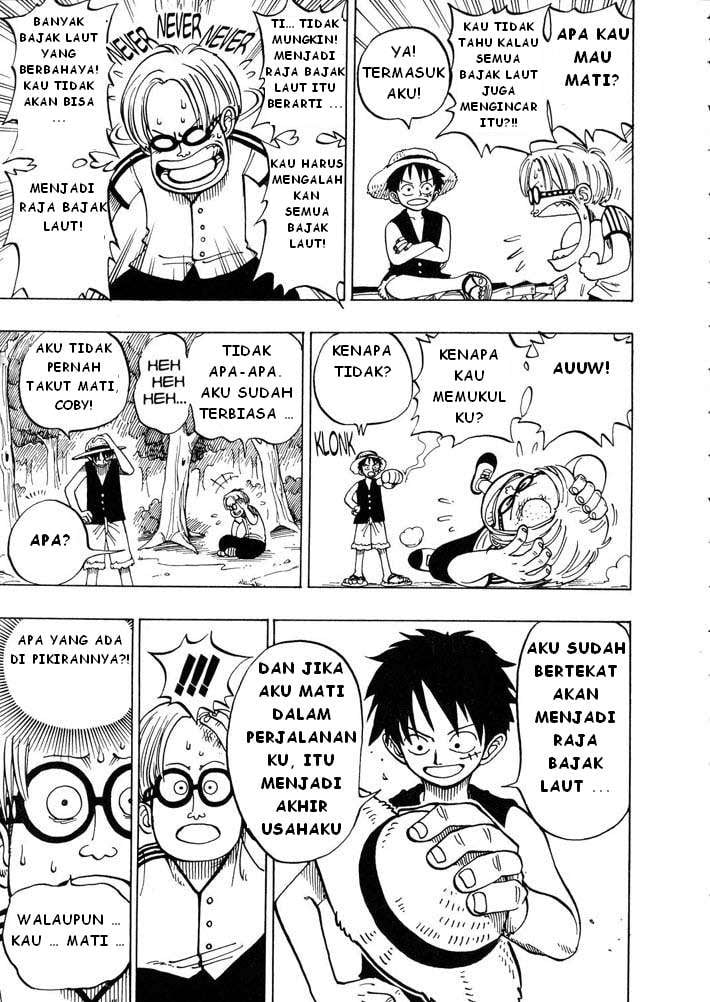 APA KAU
MAU
MATI?
KAU TIDAK
TAHU KALAU
SEMUA
BAJAK LAUT
JUGA
MENGINCAR
ITU?!!
YA!
TERMASUK
AKU!
TI... TIDAK
MUNGKIN!
MENJADI
RAJA BAJAK
LAUT ITU
BERARTI ...
NEVER NEVER NEVER
KAU HARUS
MENGALAH
KAN
SEMUA
BAJAK
LAUT!
BANYAK
BAJAK LAUT
YANG
BERBAHAYA!
KAU TIDAK
AKAN BISA
...
MENJADI
RAJA BAJAK
LAUT!
AUUW!
KENAPA
KAU
MEMUKUL
KU?
KENAPA
TIDAK?
KLONK
TIDAK
APA-APA.
AKU SUDAH
TERBIASA ...
HEH
HEH
HEH...
AKU TIDAK
PERNAH
TAKUT MATI,
COBY!
APA?
AKU SUDAH
BERTEKAT
AKAN
MENJADI
RAJA
BAJAK
LAUT ...
DAN JIKA
AKU MATI
DALAM
PERJALANAN
KU, ITU
MENJADI
AKHIR
USAHAKU
!!!
APA YANG ADA
DI PIKIRANNYA?!
WALAUPUN ...
KAU ... MATI ...